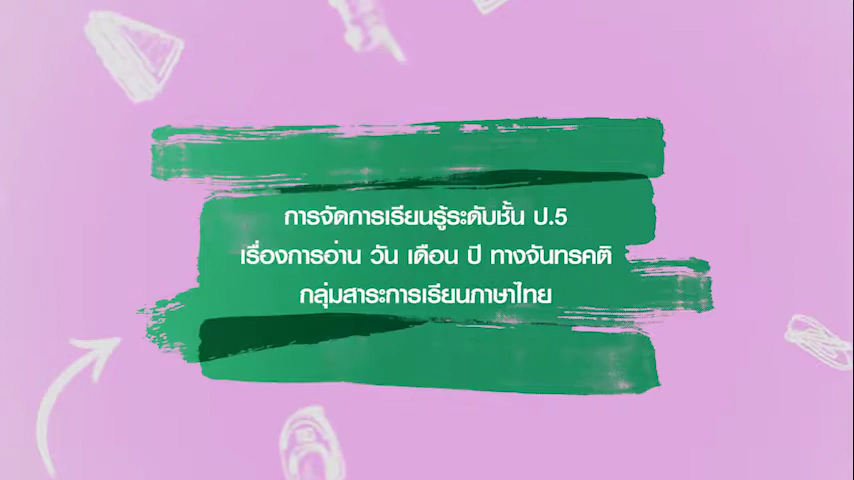 การจัดการเรียนรู้ระดับชั้น ป.5
เรื่องการอ่าน วัน เดือน ปี ทางจันทรคติ
กลุ่มสาระการเรียนภาษาไทย